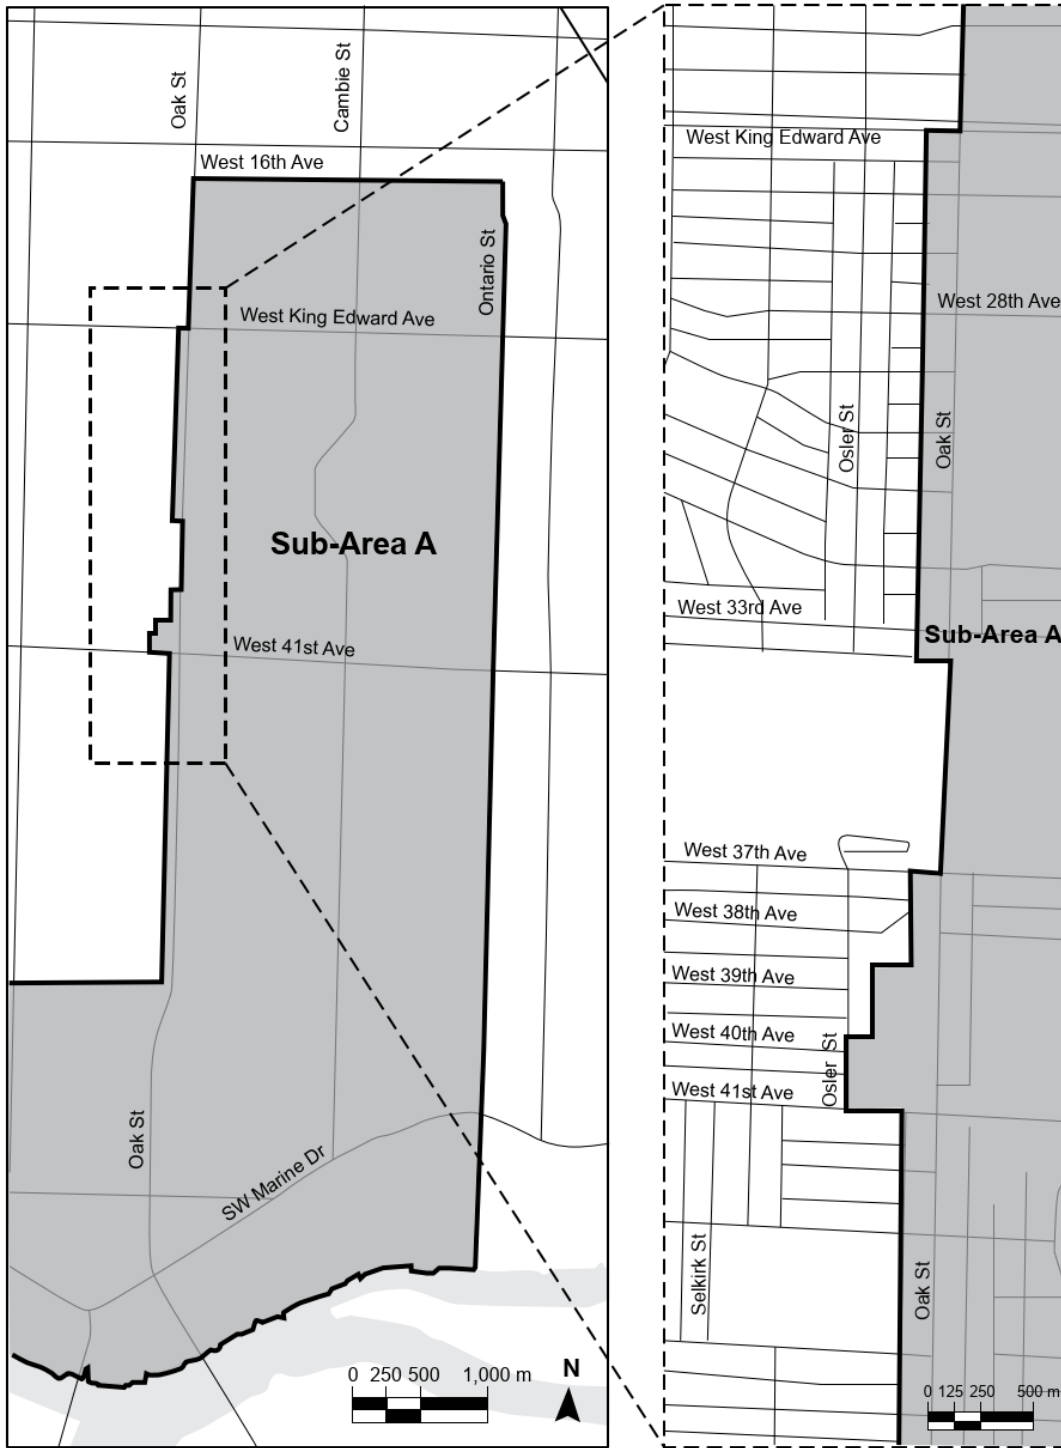 Oak St
Cambie St
West 16th Ave
Ontario St
West King Edward Ave
Sub-Area A
West 41st Ave
Oak St
SW Marine Dr
0 250 500 1,000 m
N
West King Edward Ave
West 28th Ave
Osler St
Oak St
West 33rd Ave
Sub-Area A
West 37th Ave
West 38th Ave
West 39th Ave
West 40th Ave
Osler St
West 41st Ave
Selkirk St
Oak St
0 125 250 500 m